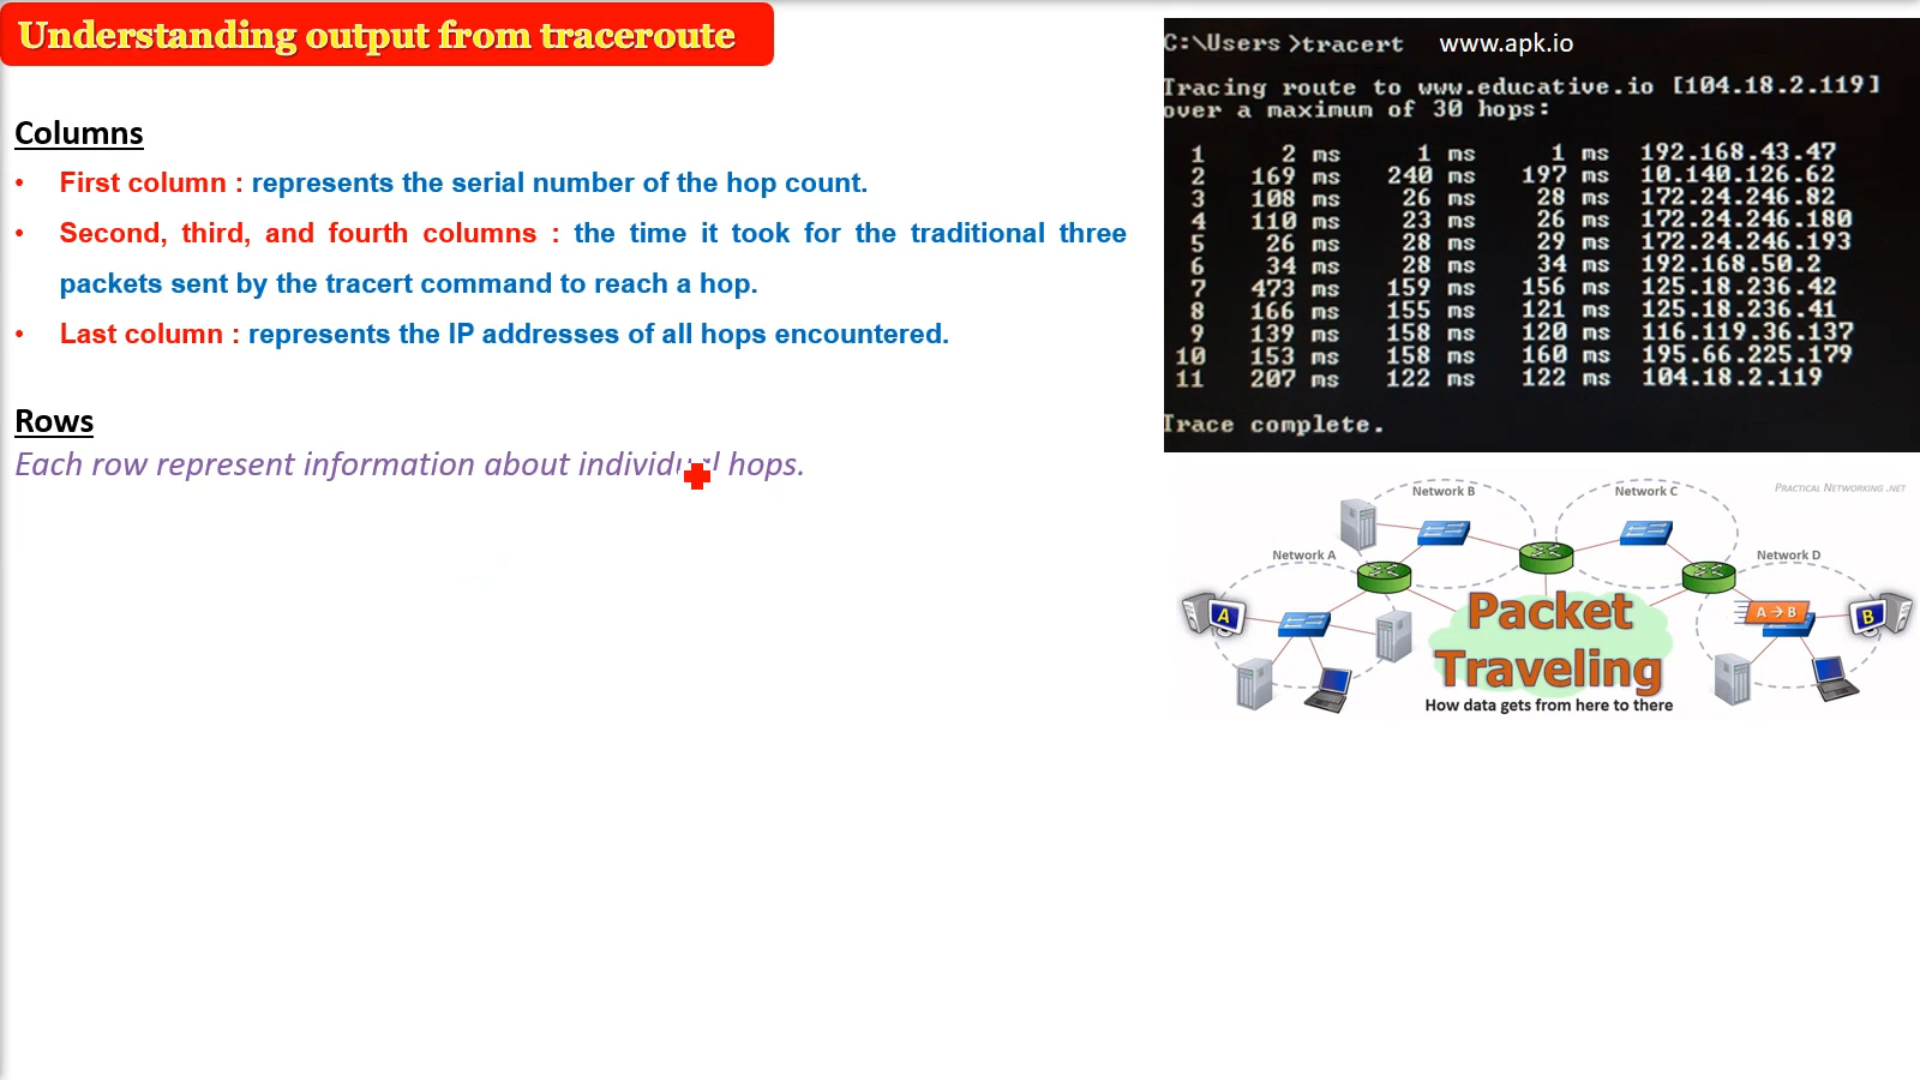 Understanding output from traceroute
Columns
• First column : represents the serial number of the hop count.
• Second, third, and fourth columns : the time it took for the traditional three
packets sent by the tracert command to reach a hop.
• Last column : represents the IP addresses of all hops encountered.
Rows
Each row represent information about individual hops.
C:\Users >tracert www.apk.io
Tracing route to www.educative.io [104.18.2.119]
over a maximum of 30 hops:
1 2 ms 1 ms 1 ms 192.168.43.47
2 169 ms 240 ms 197 ms 10.140.126.62
3 108 ms 26 ms 28 ms 172.24.246.82
4 110 ms 23 ms 26 ms 172.24.246.180
5 26 ms 28 ms 29 ms 172.24.246.193
6 34 ms 28 ms 34 ms 192.168.50.2
7 473 ms 159 ms 156 ms 125.18.236.42
8 166 ms 155 ms 121 ms 125.18.236.41
9 139 ms 158 ms 120 ms 116.119.36.137
10 153 ms 158 ms 160 ms 195.66.225.179
11 207 ms 122 ms 122 ms 104.18.2.119
Trace complete.
PRACTICAL NETWORKING .NET
Network B
Network C
Network A
Network D
A
A→B
B
Packet
Traveling
How data gets from here to there